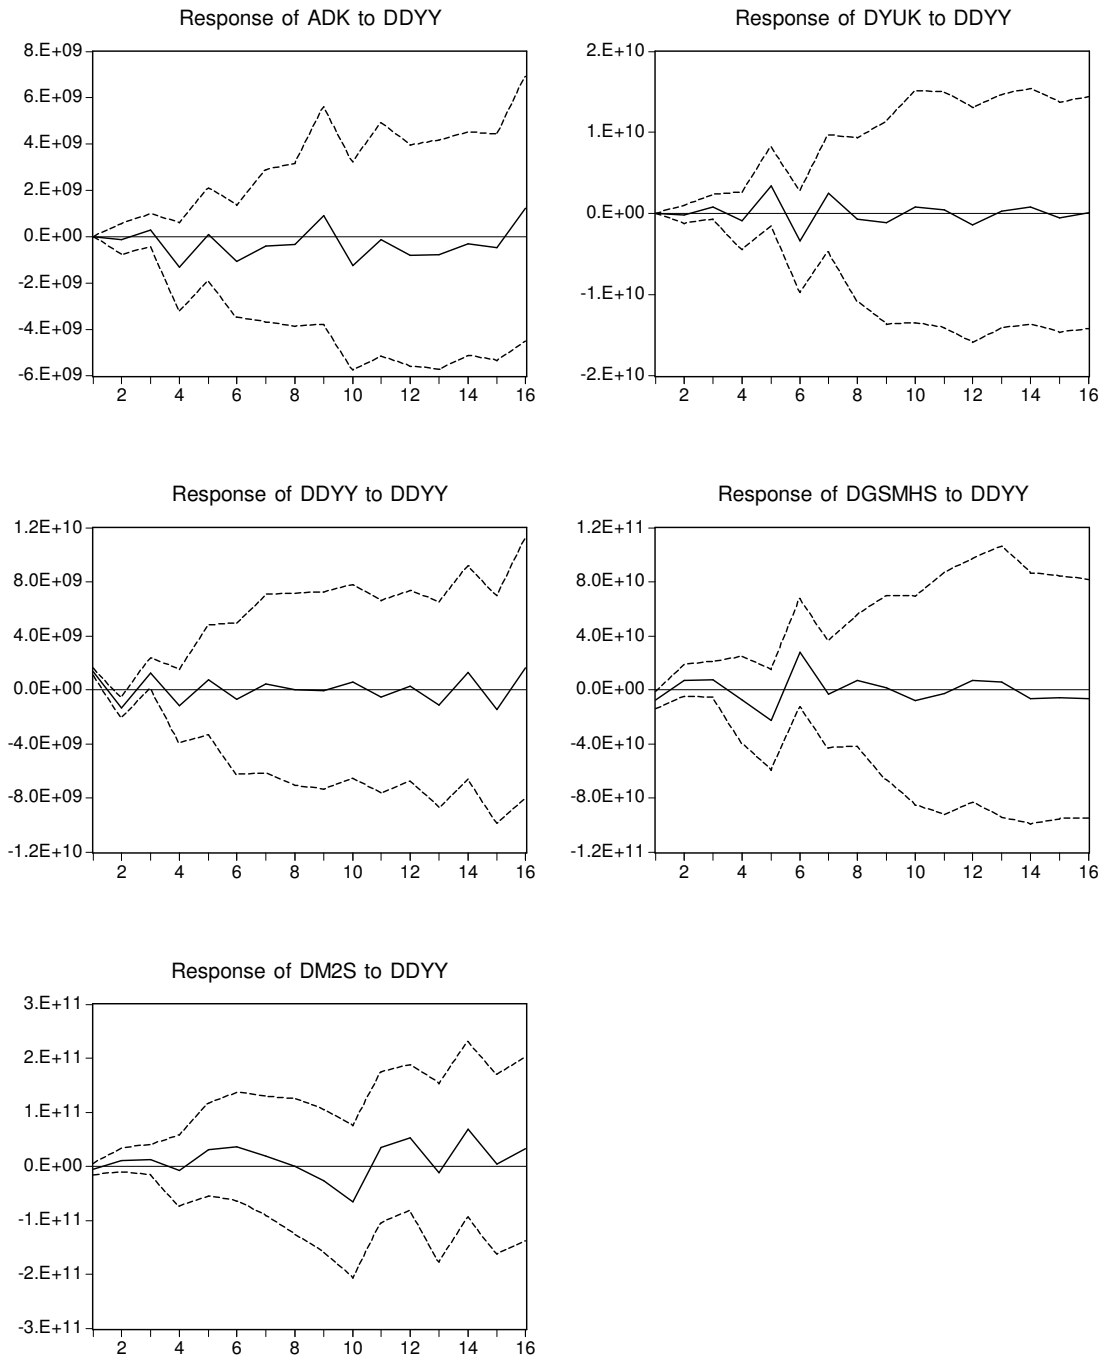 Response of ADK to DDYY
8.E+09
6.E+09
4.E+09
2.E+09
0.E+00
-2.E+09
-4.E+09
-6.E+09
2 4 6 8 10 12 14 16
Response of DYUK to DDYY
2.E+10
1.E+10
0.E+00
-1.E+10
-2.E+10
2 4 6 8 10 12 14 16
Response of DDYY to DDYY
1.2E+10
8.0E+09
4.0E+09
0.0E+00
-4.0E+09
-8.0E+09
-1.2E+10
2 4 6 8 10 12 14 16
Response of DGSMHS to DDYY
1.2E+11
8.0E+10
4.0E+10
0.0E+00
-4.0E+10
-8.0E+10
-1.2E+11
2 4 6 8 10 12 14 16
Response of DM2S to DDYY
3.E+11
2.E+11
1.E+11
0.E+00
-1.E+11
-2.E+11
-3.E+11
2 4 6 8 10 12 14 16